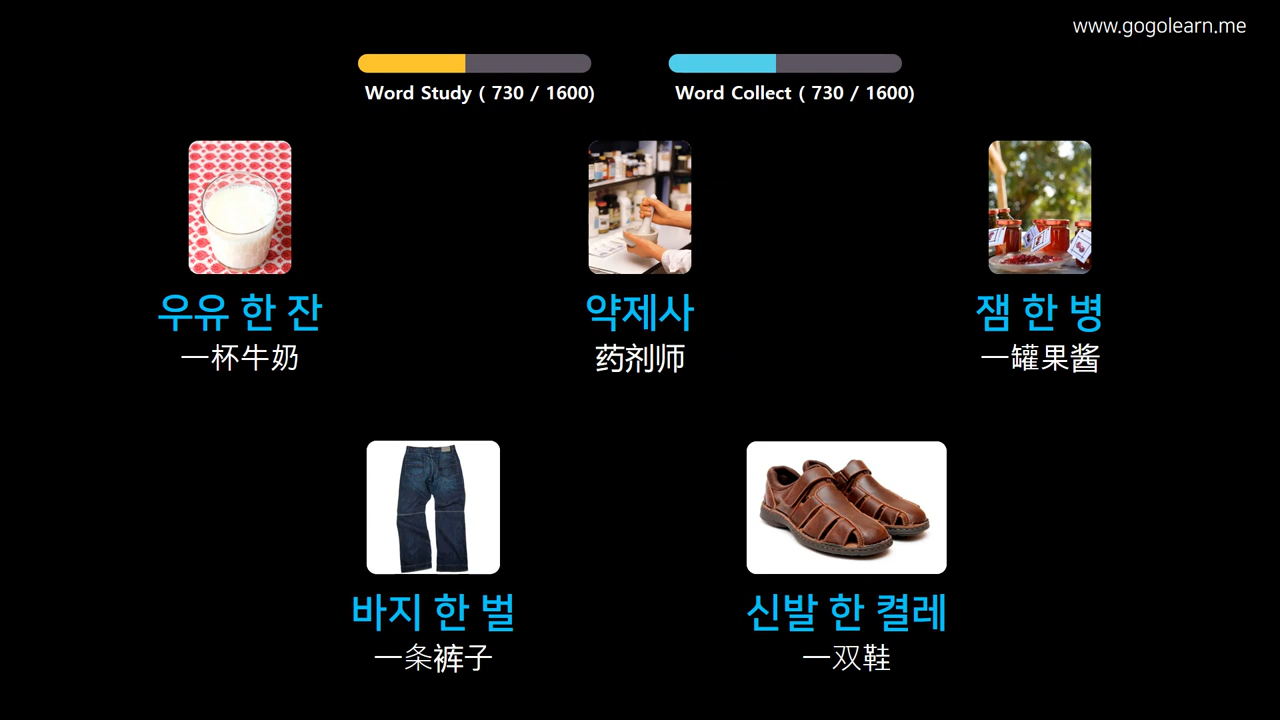 www.gogolearn.me
Word Study ( 730 / 1600)
Word Collect ( 730 / 1600)
우유 한 잔
一杯牛奶
약제사
药剂师
잼 한 병
一罐果酱
바지 한 벌
一条裤子
신발 한 켤레
一双鞋